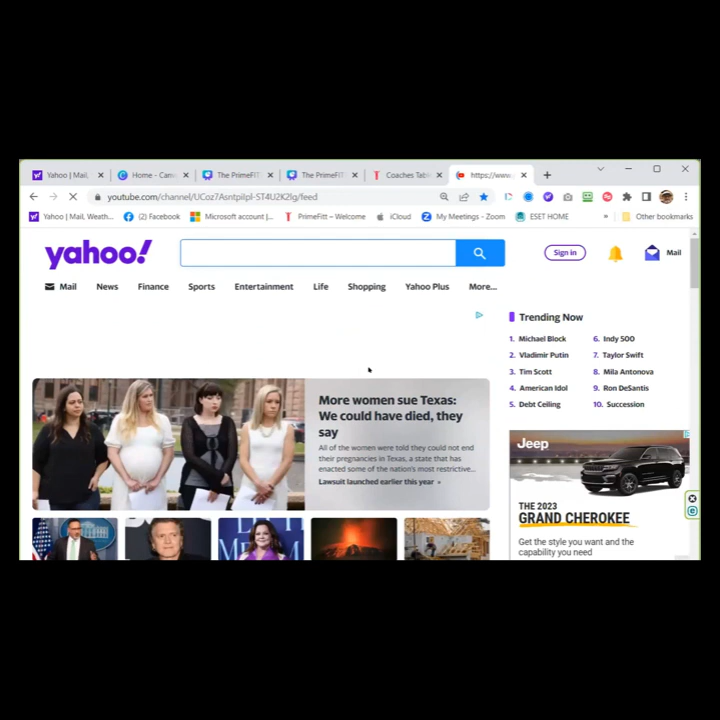 Yahoo | Mail, Home - Can The PrimeFIT The PrimeFIT Coaches Tab https://www.
youtube.com/channel/UCoz7AsntpiIpI-ST4U2K2Ig/feed
Yahoo | Mail, Weath... (2) Facebook Microsoft account |... PrimeFitt – Welcome iCloud My Meetings - Zoom ESET HOME » Other bookmarks
yahoo! Sign in Mail
Mail News Finance Sports Entertainment Life Shopping Yahoo Plus More...
Trending Now
1. Michael Block 6. Indy 500
2. Vladimir Putin 7. Taylor Swift
3. Tim Scott 8. Mila Antonova
4. American Idol 9. Ron DeSantis
5. Debt Ceiling 10. Succession
More women sue Texas:
We could have died, they
say
All of the women were told they could not end
their pregnancies in Texas, a state that has
enacted some of the nation's most restrictive...
Lawsuit launched earlier this year »
Jeep
THE 2023
GRAND CHEROKEE
Get the style you want and the
capability you need